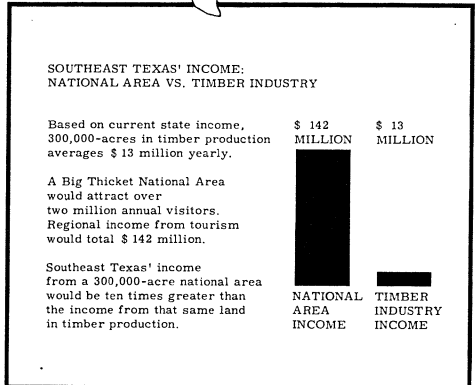 SOUTHEAST TEXAS' INCOME:
NATIONAL AREA VS. TIMBER INDUSTRY
Based on current state income,
300,000-acres in timber production
averages $ 13 million yearly.
A Big Thicket National Area
would attract over
two million annual visitors.
Regional income from tourism
would total $ 142 million.
Southeast Texas' income
from a 300,000-acre national area
would be ten times greater than
the income from that same land
in timber production.
$ 142
MILLION
$ 13
MILLION
NATIONAL
AREA
INCOME
TIMBER
INDUSTRY
INCOME